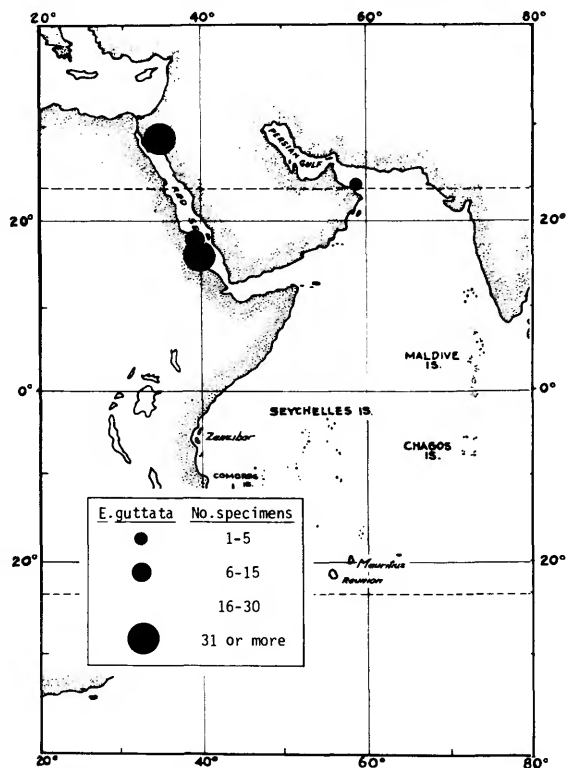 20° 40° 60° 80°
PERSIAN
GULF
RED
20° 20°
MALDIVE
IS.
0° 0°
SEYCHELLES IS.
Zanzibar
CHAGOS
IS.
COMOROS
IS.
E.guttata No.specimens
1-5
6-15
16-30
31 or more
20° 20°
Mauritius
Reunion
20° 40° 60° 80°